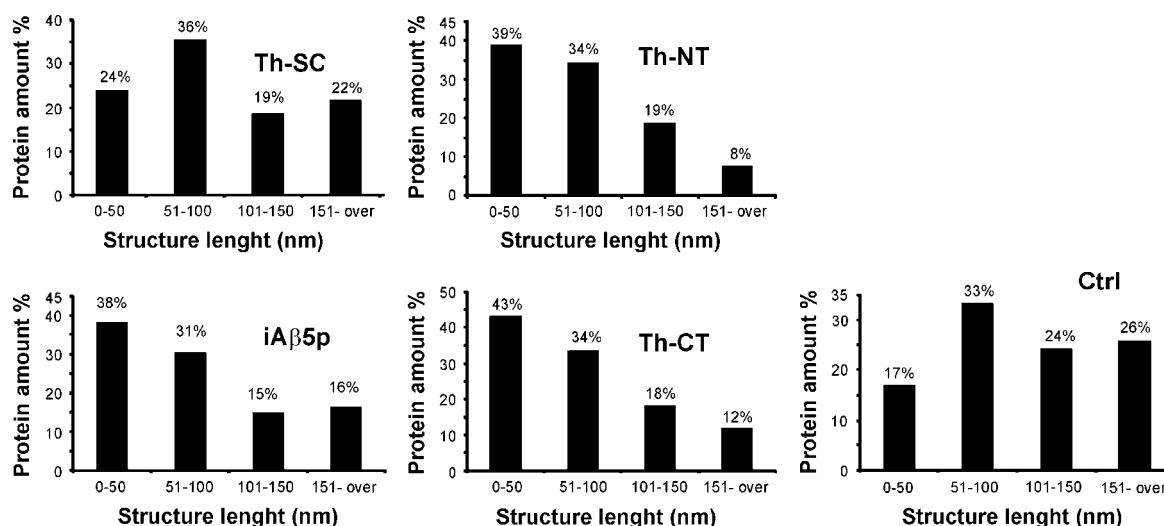 Th-SC
Protein amount %
40
30
20
10
0
24%
36%
19%
22%
0-50 51-100 101-150 151- over
Structure lenght (nm)
Th-NT
Protein amount %
45
40
30
20
10
0
39%
34%
19%
8%
0-50 51-100 101-150 151- over
Structure lenght (nm)
iAβ5p
Protein amount %
45
40
30
20
10
0
38%
31%
15%
16%
0-50 51-100 101-150 151- over
Structure lenght (nm)
Th-CT
Protein amount %
50
40
30
20
10
0
43%
34%
18%
12%
0-50 51-100 101-150 151- over
Structure lenght (nm)
Ctrl
Protein amount %
35
30
25
20
15
10
5
0
17%
33%
24%
26%
0-50 51-100 101-150 151- over
Structure lenght (nm)